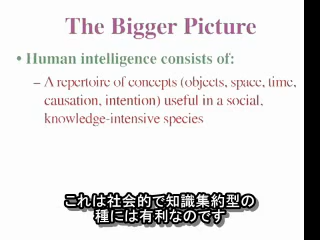 The Bigger Picture
• Human intelligence consists of:
– A repertoire of concepts (objects, space, time,
causation, intention) useful in a social,
knowledge-intensive species
これは社会的で知識集約型の
種には有利なのです